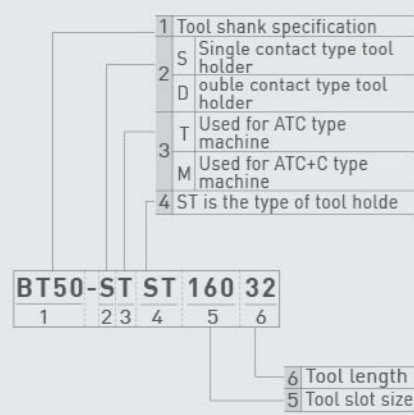 1 Tool shank specification
2
S Single contact type tool
holder
D ouble contact type tool
holder
3
T Used for ATC type
machine
M Used for ATC+C type
machine
4 ST is the type of tool holde
BT50-ST ST 160 32
1 2 3 4 5 6
6 Tool length
5 Tool slot size